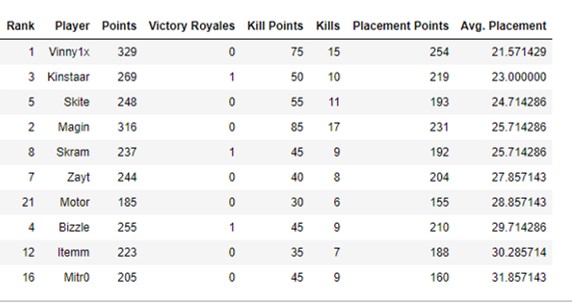 Rank Player Points Victory Royales Kill Points Kills Placement Points Avg. Placement
1 Vinny1x 329 0 75 15 254 21.571429
3 Kinstaar 269 1 50 10 219 23.000000
5 Skite 248 0 55 11 193 24.714286
2 Magin 316 0 85 17 231 25.714286
8 Skram 237 1 45 9 192 25.714286
7 Zayt 244 0 40 8 204 27.857143
21 Motor 185 0 30 6 155 28.857143
4 Bizzle 255 1 45 9 210 29.714286
12 Itemm 223 0 35 7 188 30.285714
16 Mitr0 205 0 45 9 160 31.857143